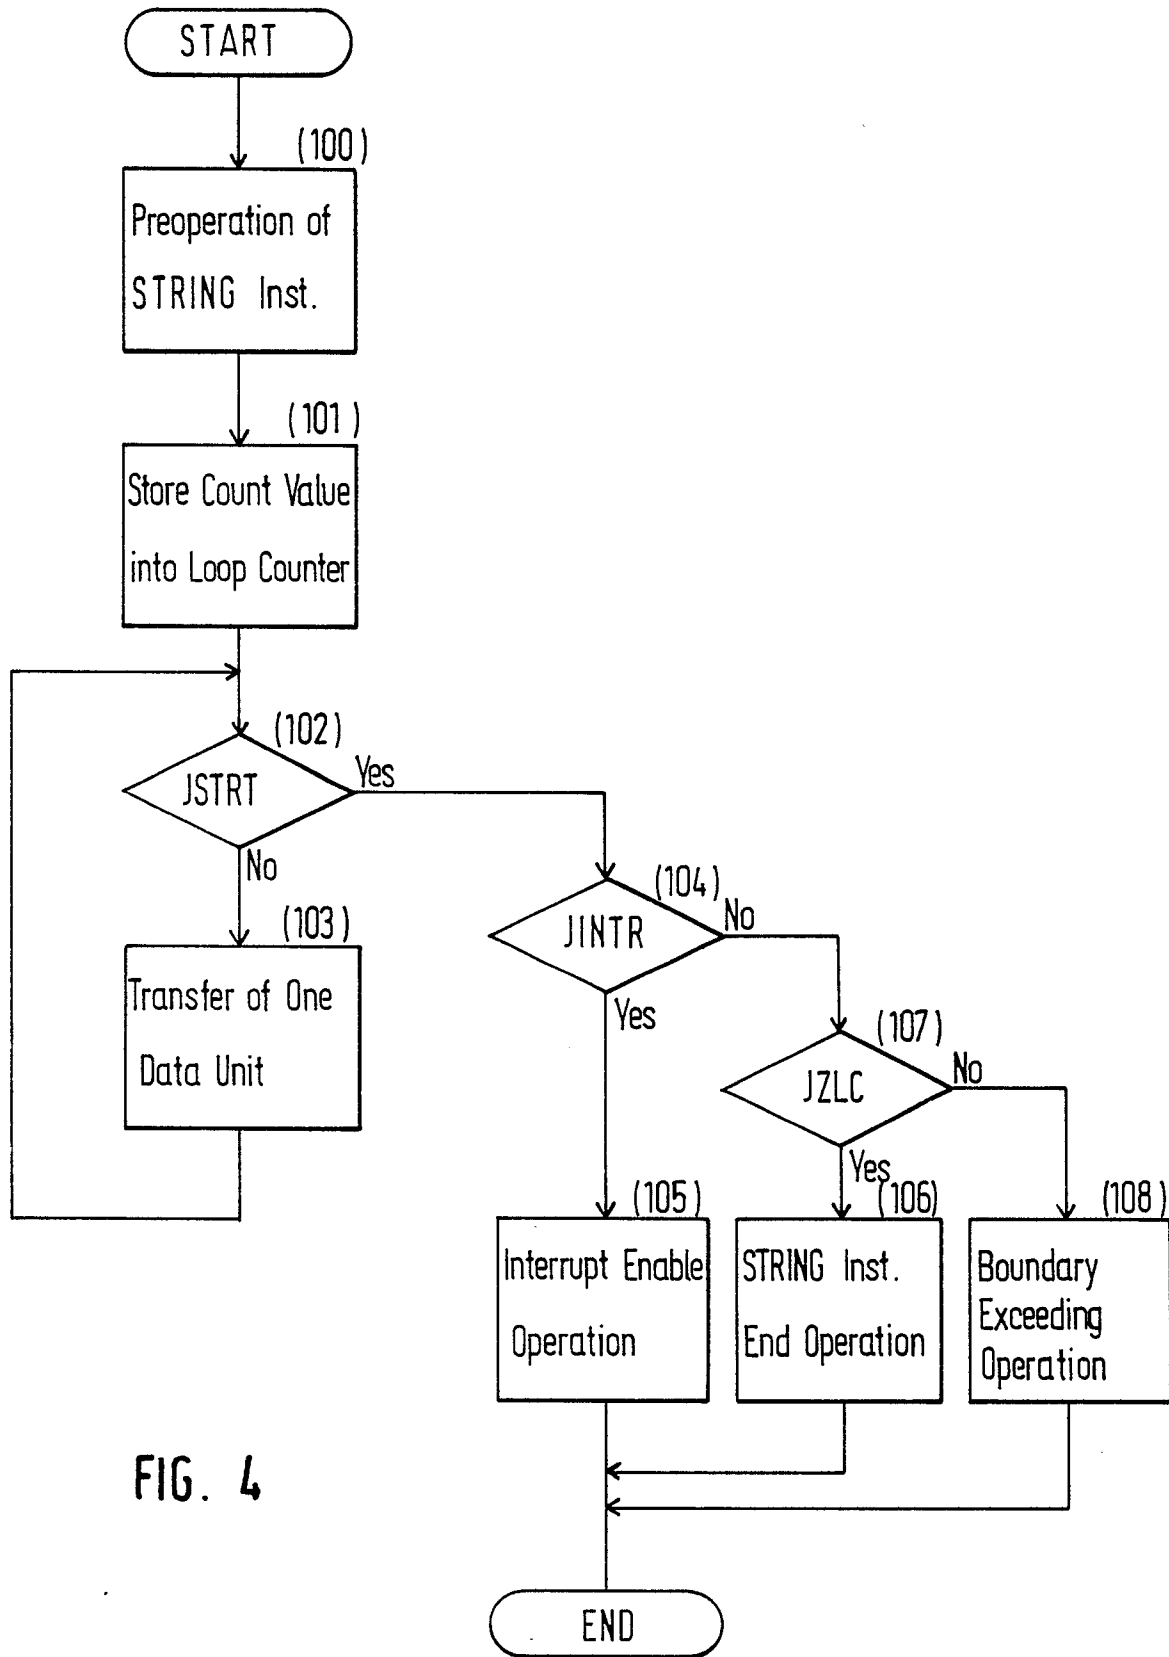 START
(100)
Preoperation of
STRING Inst.
(101)
Store Count Value
into Loop Counter
(102)
JSTRT
Yes
No
(103)
Transfer of One
Data Unit
(104)
JINTR
No
Yes
(107)
JZLC
No
Yes
(105)
Interrupt Enable
Operation
(106)
STRING Inst.
End Operation
(108)
Boundary
Exceeding
Operation
FIG. 4
END